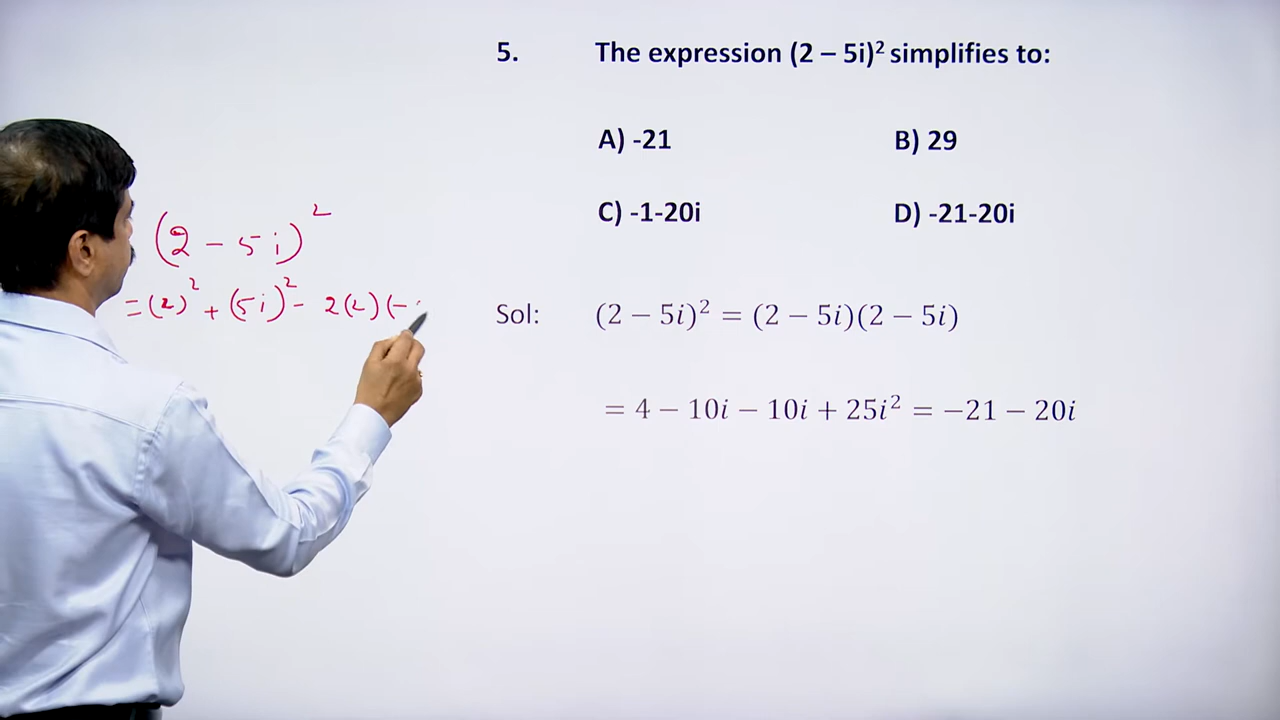 5. The expression (2 – 5i)² simplifies to:
A) -21 B) 29
C) -1-20i D) -21-20i
(2 - 5i)²
= (2)² + (5i)² - 2(2)(-
Sol: (2 − 5i)² = (2 − 5i)(2 − 5i)
= 4 − 10i − 10i + 25i² = −21 − 20i